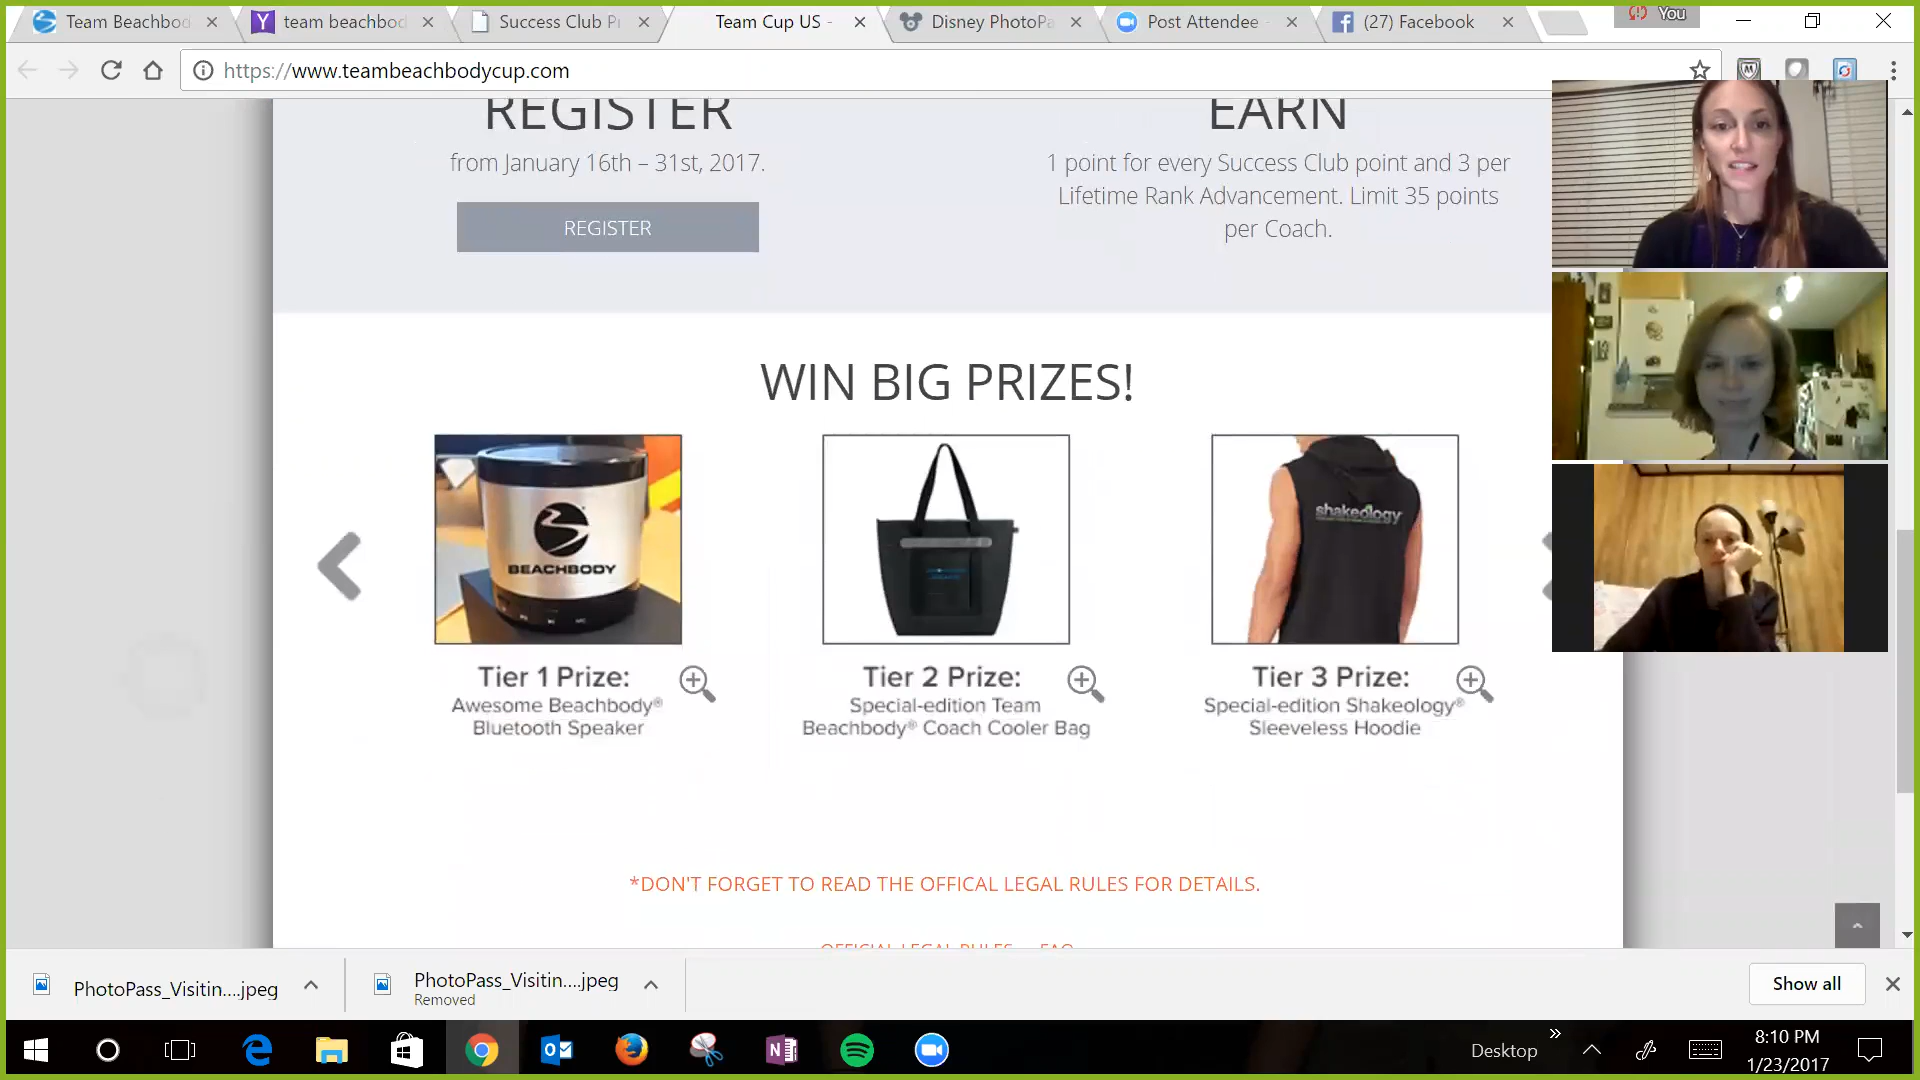 Team Beachbod
team beachbod
Success Club Pr
Team Cup US -
Disney PhotoPa
Post Attendee -
(27) Facebook
You
https://www.teambeachbodycup.com
REGISTER
from January 16th – 31st, 2017.
REGISTER
EARN
1 point for every Success Club point and 3 per
Lifetime Rank Advancement. Limit 35 points
per Coach.
WIN BIG PRIZES!
BEACHBODY
shakeology
Tier 1 Prize:
Awesome Beachbody®
Bluetooth Speaker
Tier 2 Prize:
Special-edition Team
Beachbody® Coach Cooler Bag
Tier 3 Prize:
Special-edition Shakeology®
Sleeveless Hoodie
*DON'T FORGET TO READ THE OFFICAL LEGAL RULES FOR DETAILS.
OFFICIAL LEGAL RULES FAQ
PhotoPass_Visitin....jpeg
PhotoPass_Visitin....jpeg
Removed
Show all
Desktop
8:10 PM
1/23/2017